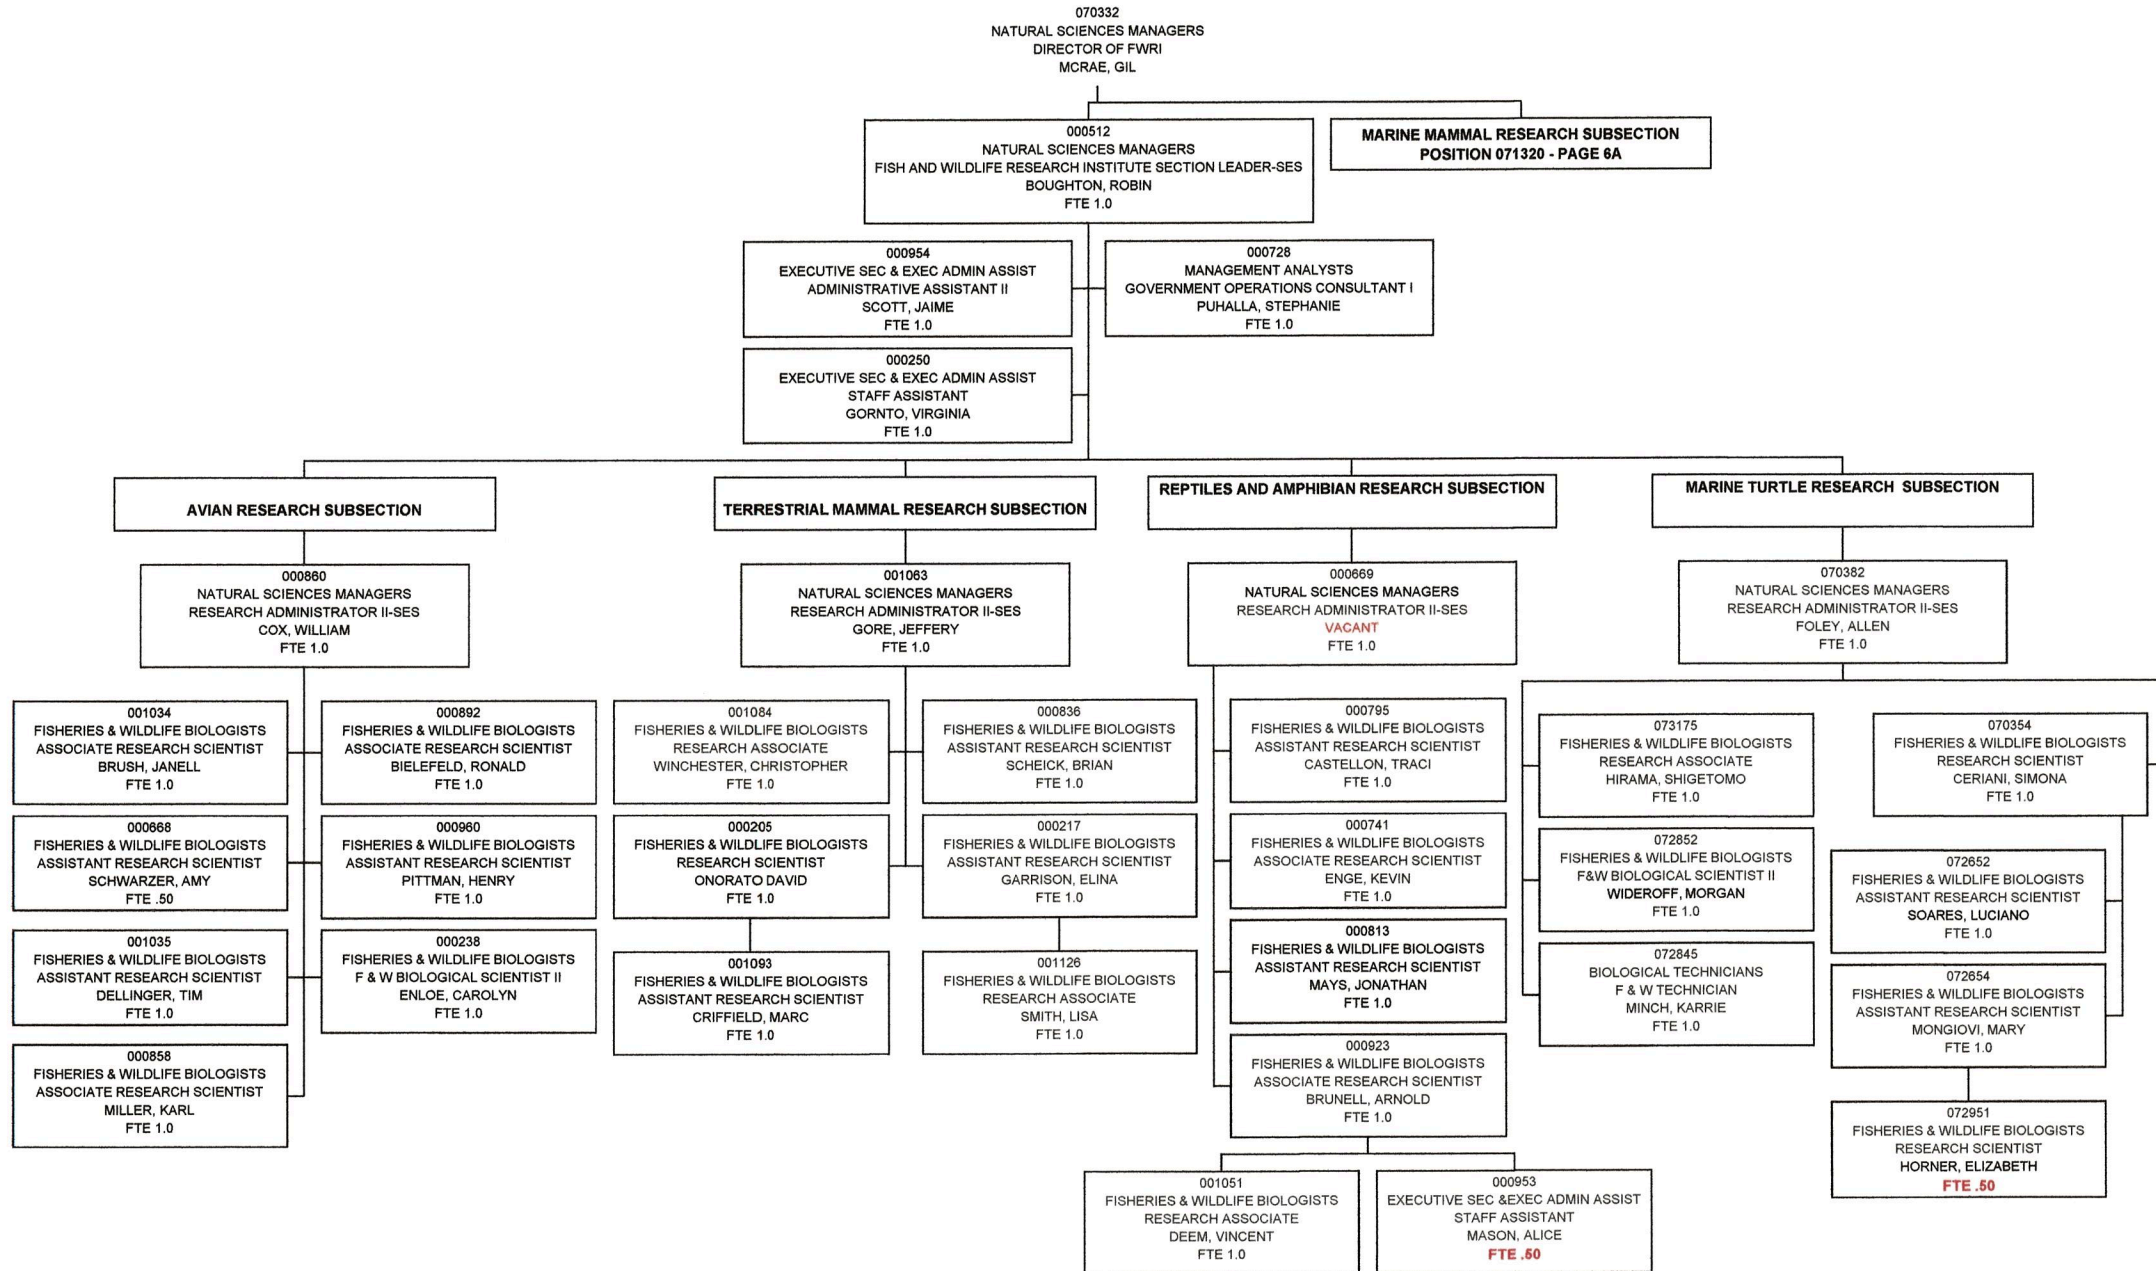 070332
NATURAL SCIENCES MANAGERS
DIRECTOR OF FWRI
MCRAE, GIL
000512
NATURAL SCIENCES MANAGERS
FISH AND WILDLIFE RESEARCH INSTITUTE SECTION LEADER-SES
BOUGHTON, ROBIN
FTE 1.0
MARINE MAMMAL RESEARCH SUBSECTION
POSITION 071320 - PAGE 6A
000954
EXECUTIVE SEC & EXEC ADMIN ASSIST
ADMINISTRATIVE ASSISTANT II
SCOTT, JAIME
FTE 1.0
000728
MANAGEMENT ANALYSTS
GOVERNMENT OPERATIONS CONSULTANT I
PUHALLA, STEPHANIE
FTE 1.0
000250
EXECUTIVE SEC & EXEC ADMIN ASSIST
STAFF ASSISTANT
GORNTO, VIRGINIA
FTE 1.0
AVIAN RESEARCH SUBSECTION
000860
NATURAL SCIENCES MANAGERS
RESEARCH ADMINISTRATOR II-SES
COX, WILLIAM
FTE 1.0
001034
FISHERIES & WILDLIFE BIOLOGISTS
ASSOCIATE RESEARCH SCIENTIST
BRUSH, JANELL
FTE 1.0
000892
FISHERIES & WILDLIFE BIOLOGISTS
ASSOCIATE RESEARCH SCIENTIST
BIELEFELD, RONALD
FTE 1.0
000668
FISHERIES & WILDLIFE BIOLOGISTS
ASSISTANT RESEARCH SCIENTIST
SCHWARZER, AMY
FTE .50
000960
FISHERIES & WILDLIFE BIOLOGISTS
ASSISTANT RESEARCH SCIENTIST
PITTMAN, HENRY
FTE 1.0
001035
FISHERIES & WILDLIFE BIOLOGISTS
ASSISTANT RESEARCH SCIENTIST
DELLINGER, TIM
FTE 1.0
000238
FISHERIES & WILDLIFE BIOLOGISTS
F & W BIOLOGICAL SCIENTIST II
ENLOE, CAROLYN
FTE 1.0
000858
FISHERIES & WILDLIFE BIOLOGISTS
ASSOCIATE RESEARCH SCIENTIST
MILLER, KARL
FTE 1.0
TERRESTRIAL MAMMAL RESEARCH SUBSECTION
001063
NATURAL SCIENCES MANAGERS
RESEARCH ADMINISTRATOR II-SES
GORE, JEFFERY
FTE 1.0
001084
FISHERIES & WILDLIFE BIOLOGISTS
RESEARCH ASSOCIATE
WINCHESTER, CHRISTOPHER
FTE 1.0
000836
FISHERIES & WILDLIFE BIOLOGISTS
ASSISTANT RESEARCH SCIENTIST
SCHEICK, BRIAN
FTE 1.0
000205
FISHERIES & WILDLIFE BIOLOGISTS
RESEARCH SCIENTIST
ONORATO DAVID
FTE 1.0
000217
FISHERIES & WILDLIFE BIOLOGISTS
ASSISTANT RESEARCH SCIENTIST
GARRISON, ELINA
FTE 1.0
001093
FISHERIES & WILDLIFE BIOLOGISTS
ASSISTANT RESEARCH SCIENTIST
CRIFFIELD, MARC
FTE 1.0
001126
FISHERIES & WILDLIFE BIOLOGISTS
RESEARCH ASSOCIATE
SMITH, LISA
FTE 1.0
REPTILES AND AMPHIBIAN RESEARCH SUBSECTION
000669
NATURAL SCIENCES MANAGERS
RESEARCH ADMINISTRATOR II-SES
VACANT
FTE 1.0
000795
FISHERIES & WILDLIFE BIOLOGISTS
ASSISTANT RESEARCH SCIENTIST
CASTELLON, TRACI
FTE 1.0
000741
FISHERIES & WILDLIFE BIOLOGISTS
ASSOCIATE RESEARCH SCIENTIST
ENGE, KEVIN
FTE 1.0
000813
FISHERIES & WILDLIFE BIOLOGISTS
ASSISTANT RESEARCH SCIENTIST
MAYS, JONATHAN
FTE 1.0
000923
FISHERIES & WILDLIFE BIOLOGISTS
ASSOCIATE RESEARCH SCIENTIST
BRUNELL, ARNOLD
FTE 1.0
001051
FISHERIES & WILDLIFE BIOLOGISTS
RESEARCH ASSOCIATE
DEEM, VINCENT
FTE 1.0
000953
EXECUTIVE SEC &EXEC ADMIN ASSIST
STAFF ASSISTANT
MASON, ALICE
FTE .50
MARINE TURTLE RESEARCH SUBSECTION
070382
NATURAL SCIENCES MANAGERS
RESEARCH ADMINISTRATOR II-SES
FOLEY, ALLEN
FTE 1.0
073175
FISHERIES & WILDLIFE BIOLOGISTS
RESEARCH ASSOCIATE
HIRAMA, SHIGETOMO
FTE 1.0
070354
FISHERIES & WILDLIFE BIOLOGISTS
RESEARCH SCIENTIST
CERIANI, SIMONA
FTE 1.0
072852
FISHERIES & WILDLIFE BIOLOGISTS
F&W BIOLOGICAL SCIENTIST II
WIDEROFF, MORGAN
FTE 1.0
072652
FISHERIES & WILDLIFE BIOLOGISTS
ASSISTANT RESEARCH SCIENTIST
SOARES, LUCIANO
FTE 1.0
072845
BIOLOGICAL TECHNICIANS
F & W TECHNICIAN
MINCH, KARRIE
FTE 1.0
072654
FISHERIES & WILDLIFE BIOLOGISTS
ASSISTANT RESEARCH SCIENTIST
MONGIOVI, MARY
FTE 1.0
072951
FISHERIES & WILDLIFE BIOLOGISTS
RESEARCH SCIENTIST
HORNER, ELIZABETH
FTE .50